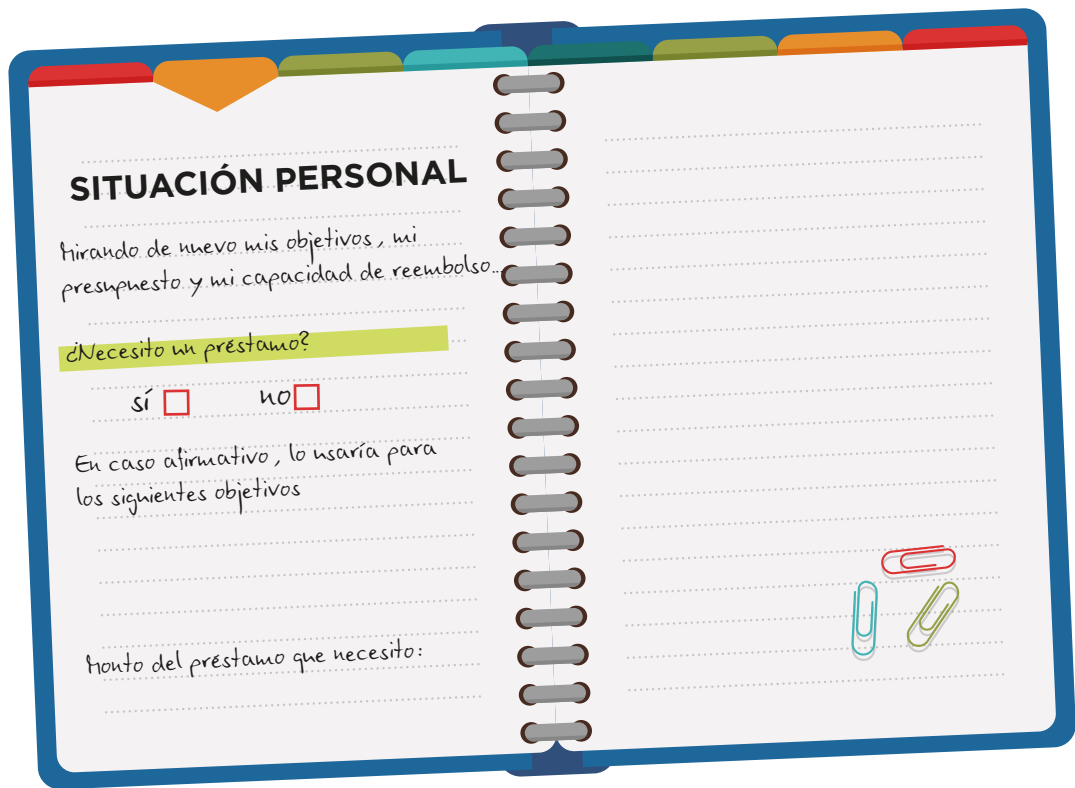 SITUACIÓN PERSONAL
Mirando de nuevo mis objetivos, mi
presupuesto y mi capacidad de reembolso...
¿Necesito un préstamo?
sí no
En caso afirmativo, lo usaría para
los siguientes objetivos
Monto del préstamo que necesito: